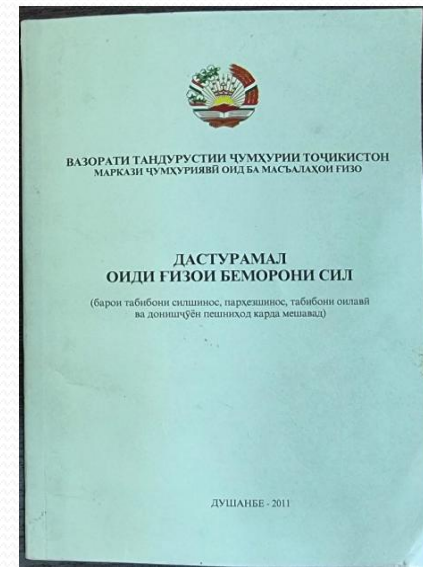 ВАЗОРАТИ ТАНДУРУСТИИ ҶУМҲУРИИ ТОҶИКИСТОН
МАРКАЗИ ҶУМҲУРИЯВӢ ОИД БА МАСЪАЛАҲОИ ҒИЗО
ДАСТУРАМАЛ
ОИДИ ҒИЗОИ БЕМОРОНИ СИЛ
(барои табибони силшинос, парҳезшинос, табибони оилавӣ
ва донишҷӯён пешниҳод карда мешавад)
ДУШАНБЕ - 2011